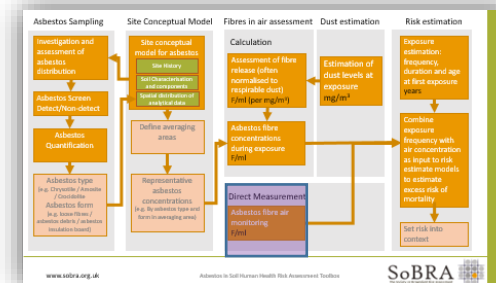 Asbestos Sampling
Site Conceptual Model
Fibres in air assessment
Dust estimation
Risk estimation
Investigation and
assessment of
asbestos
distribution
Asbestos Screen
Detect/Non-detect
Asbestos
Quantification
Asbestos type
(e.g. Chrysotile / Amosite
/ Crocidolite)
Asbestos form
(e.g. loose fibres /
asbestos debris / asbestos
insulation board)
Site conceptual
model for asbestos
Site History
Soil Characterisation
and components
Spatial distribution of
analytical data
Define averaging
areas
Representative
asbestos
concentrations
(e.g. By asbestos type and
form in averaging area)
Calculation
Assessment of fibre
release (often
normalised to
respirable dust)
F/ml (per mg/m³)
Asbestos fibre
concentrations
during exposure
F/ml
Direct Measurement
Asbestos fibre air
monitoring
F/ml
Estimation of
dust levels at
exposure
mg/m³
Exposure
estimation:
frequency,
duration and age
at first exposure
years
Combine
exposure
frequency with
air concentration
as input to risk
estimate models
to estimate
excess risk of
mortality
Set risk into
context
www.sobra.org.uk
Asbestos in Soil Human Health Risk Assessment Toolbox
SoBRA